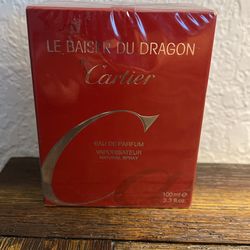 LE BAISER DU DRAGON
Cartier
EAU DE PARFUM
VAPORISATEUR
NATURAL SPRAY
100 ml e
3.3 fl.oz.